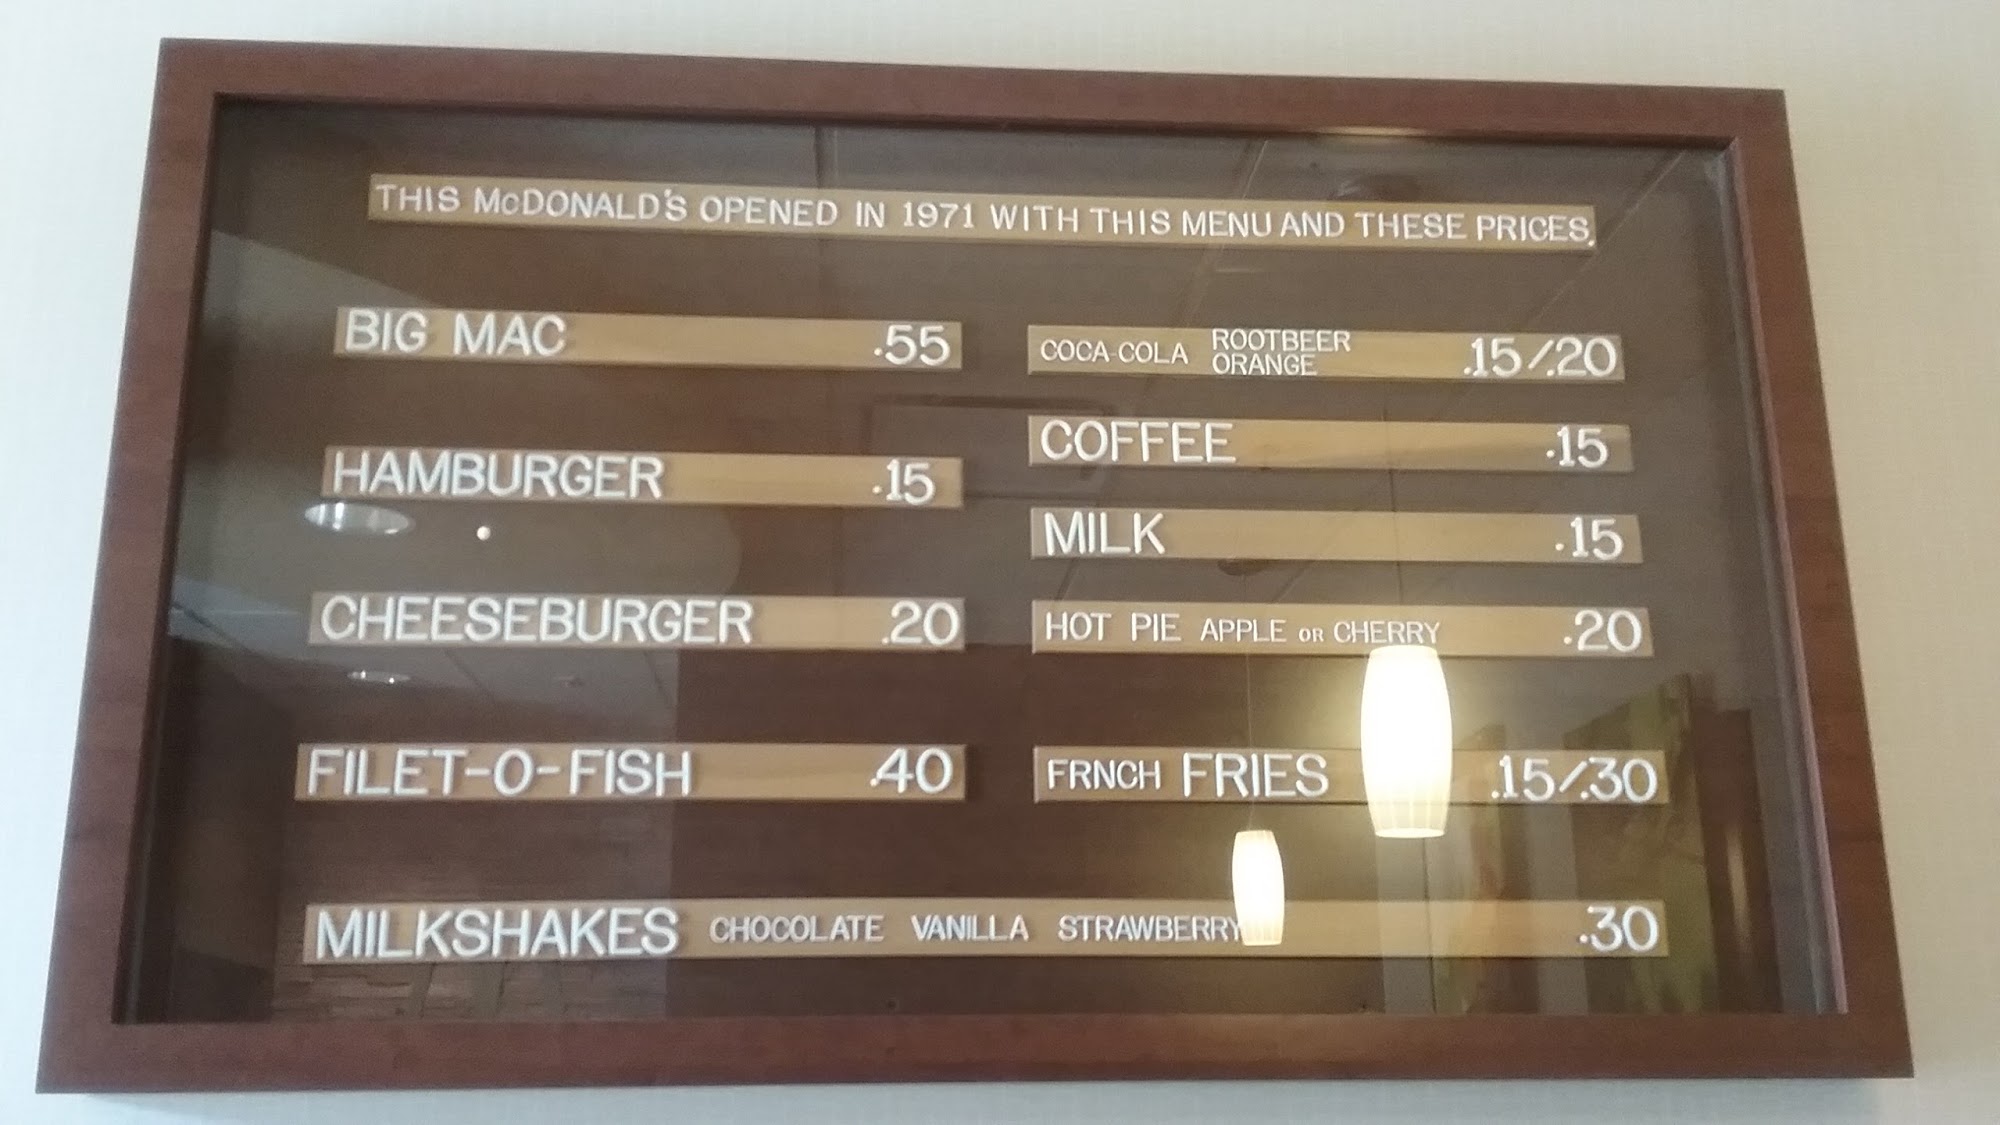 THIS McDONALD'S OPENED IN 1971 WITH THIS MENU AND THESE PRICES.
BIG MAC .55
HAMBURGER .15
CHEESEBURGER .20
FILET-O-FISH .40
COCA-COLA ROOTBEER ORANGE .15/.20
COFFEE .15
MILK .15
HOT PIE APPLE OR CHERRY .20
FRNCH FRIES .15/.30
MILKSHAKES CHOCOLATE VANILLA STRAWBERRY .30